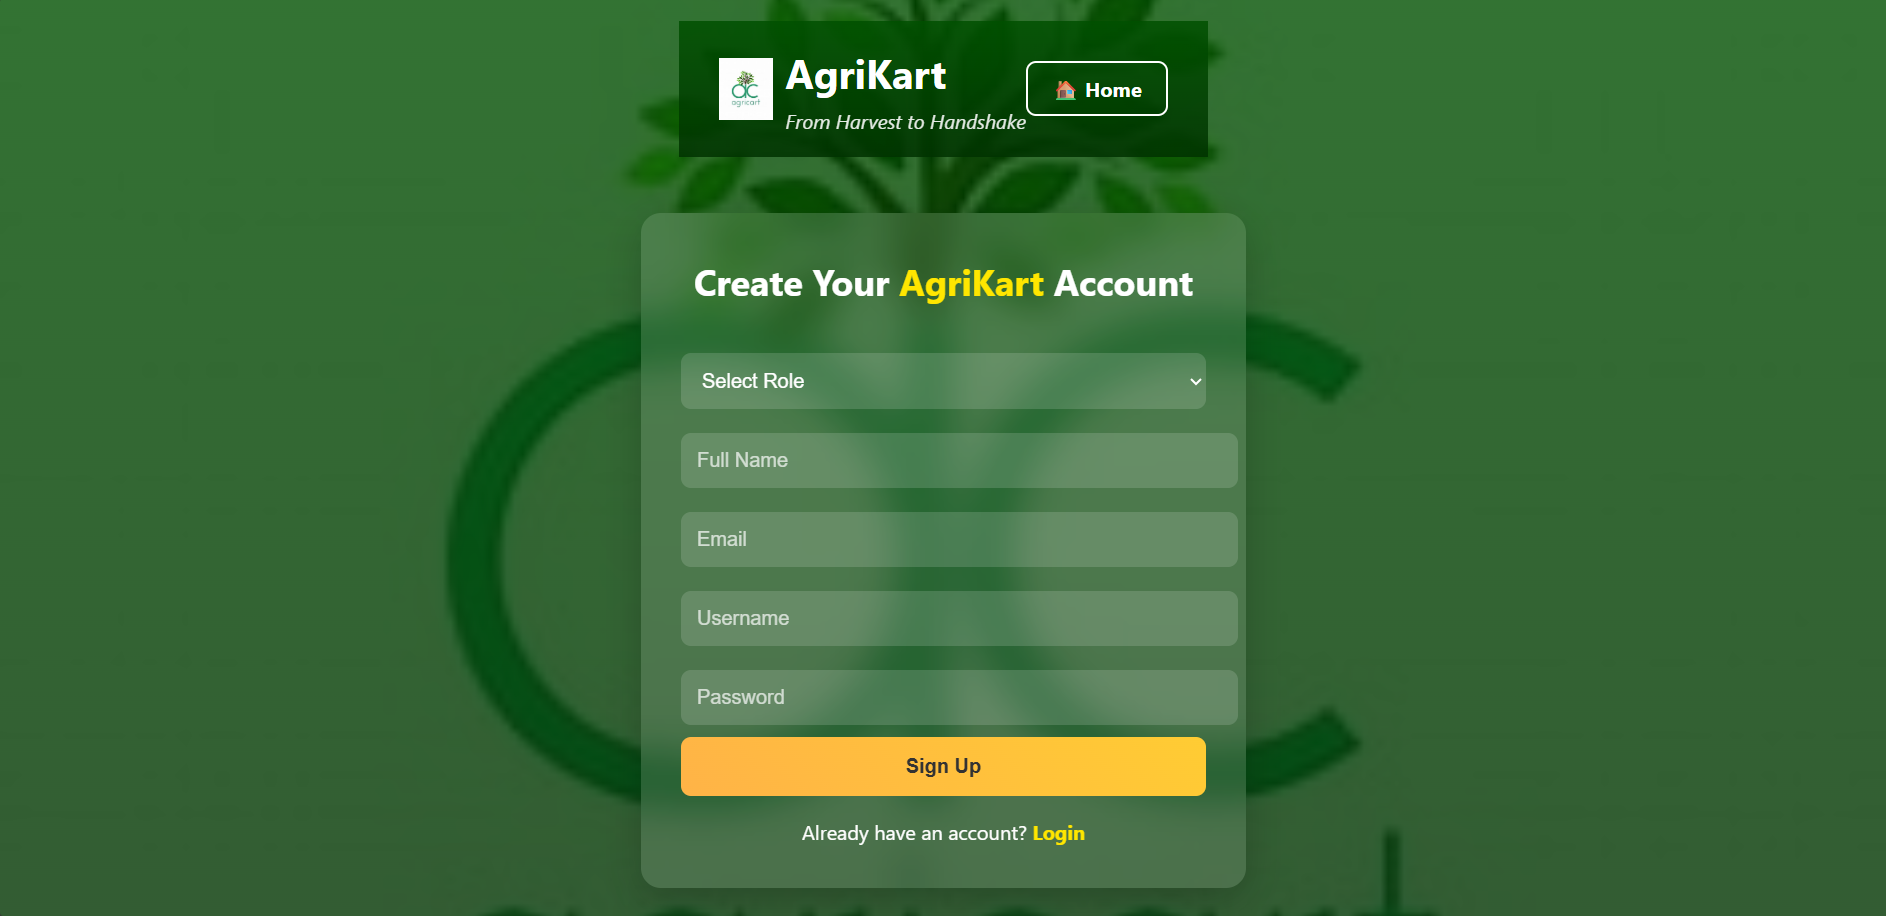 agricart
AgriKart
From Harvest to Handshake
Home
Create Your AgriKart Account
Select Role
Full Name
Email
Username
Password
Sign Up
Already have an account? Login